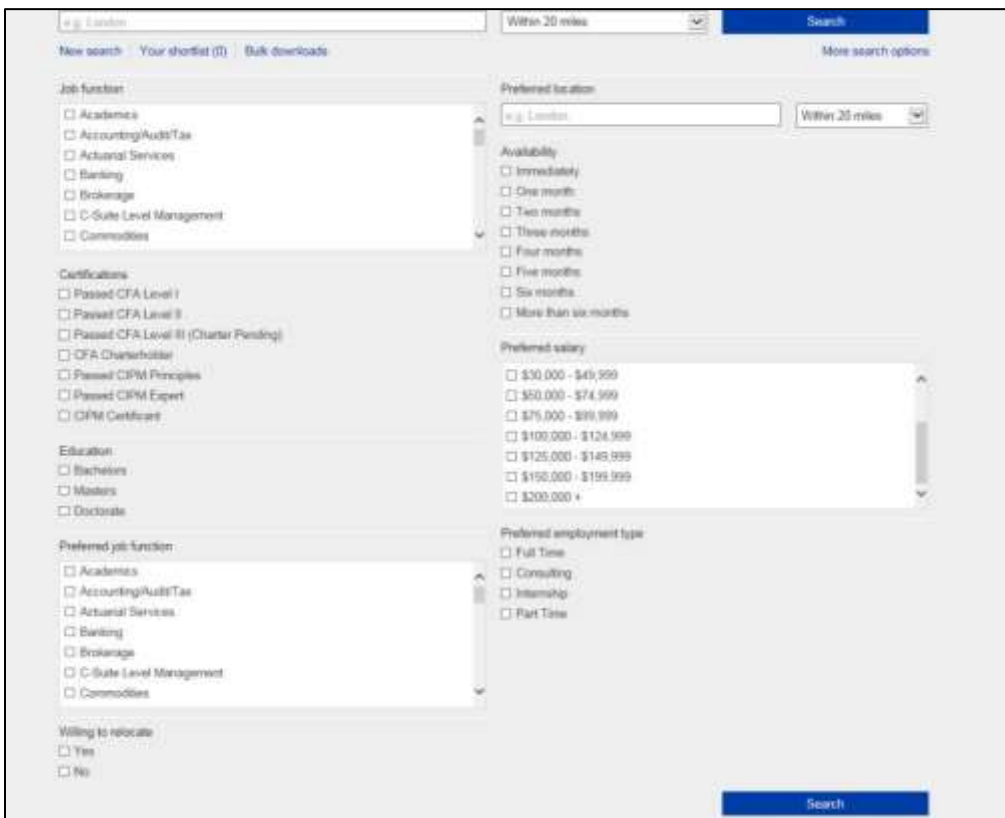 e.g. London
Within 20 miles
Search
New search
Your shortlist (0)
Bulk downloads
More search options
Job function
Academics
Accounting/Audit/Tax
Actuarial Services
Banking
Brokerage
C-Suite Level Management
Commodities
Certifications
Passed CFA Level I
Passed CFA Level II
Passed CFA Level III (Charter Pending)
CFA Charterholder
Passed CIPM Principles
Passed CIPM Expert
CIPM Certificant
Education
Bachelors
Masters
Doctorate
Preferred job function
Academics
Accounting/Audit/Tax
Actuarial Services
Banking
Brokerage
C-Suite Level Management
Commodities
Willing to relocate
Yes
No
Preferred location
e.g. London
Within 20 miles
Availability
Immediately
One month
Two months
Three months
Four months
Five months
Six months
More than six months
Preferred salary
$30,000 - $49,999
$50,000 - $74,999
$75,000 - $99,999
$100,000 - $124,999
$125,000 - $149,999
$150,000 - $199,999
$200,000 +
Preferred employment type
Full Time
Consulting
Internship
Part Time
Search